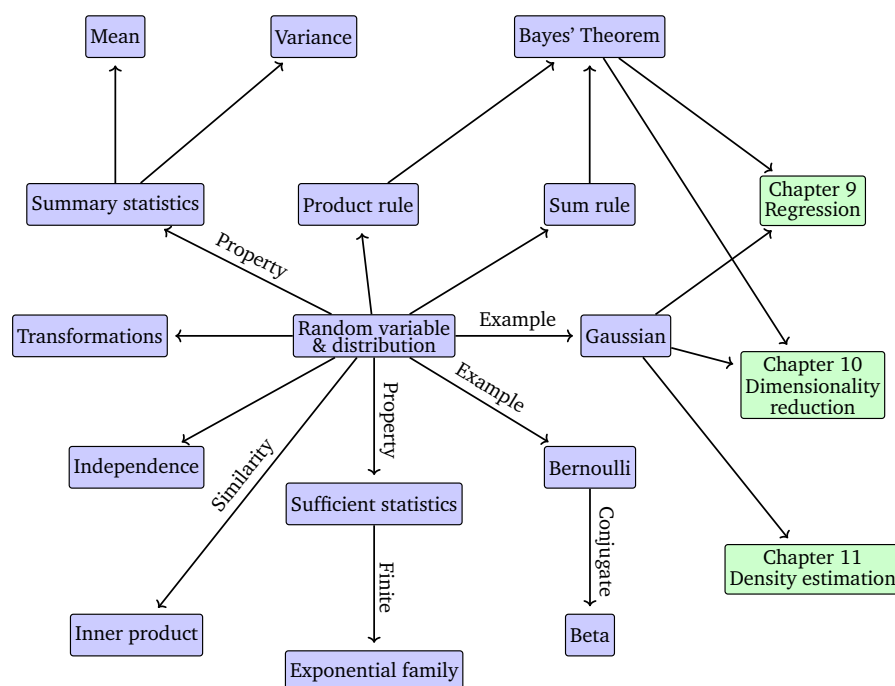 Mean
Variance
Bayes' Theorem
Summary statistics
Product rule
Sum rule
Chapter 9
Regression
Property
Transformations
Random variable
& distribution
Example
Gaussian
Chapter 10
Dimensionality
reduction
Property
Example
Similarity
Independence
Bernoulli
Sufficient statistics
Conjugate
Chapter 11
Density estimation
Finite
Inner product
Beta
Exponential family